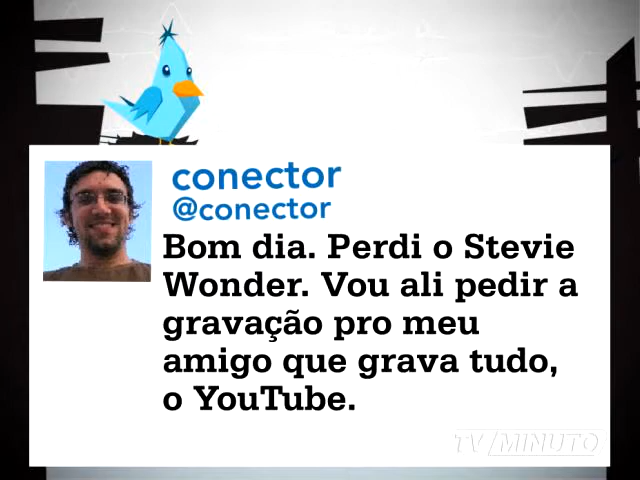 conector
@conector
Bom dia. Perdi o Stevie
Wonder. Vou ali pedir a
gravação pro meu
amigo que grava tudo,
o YouTube.
TV MINUTO